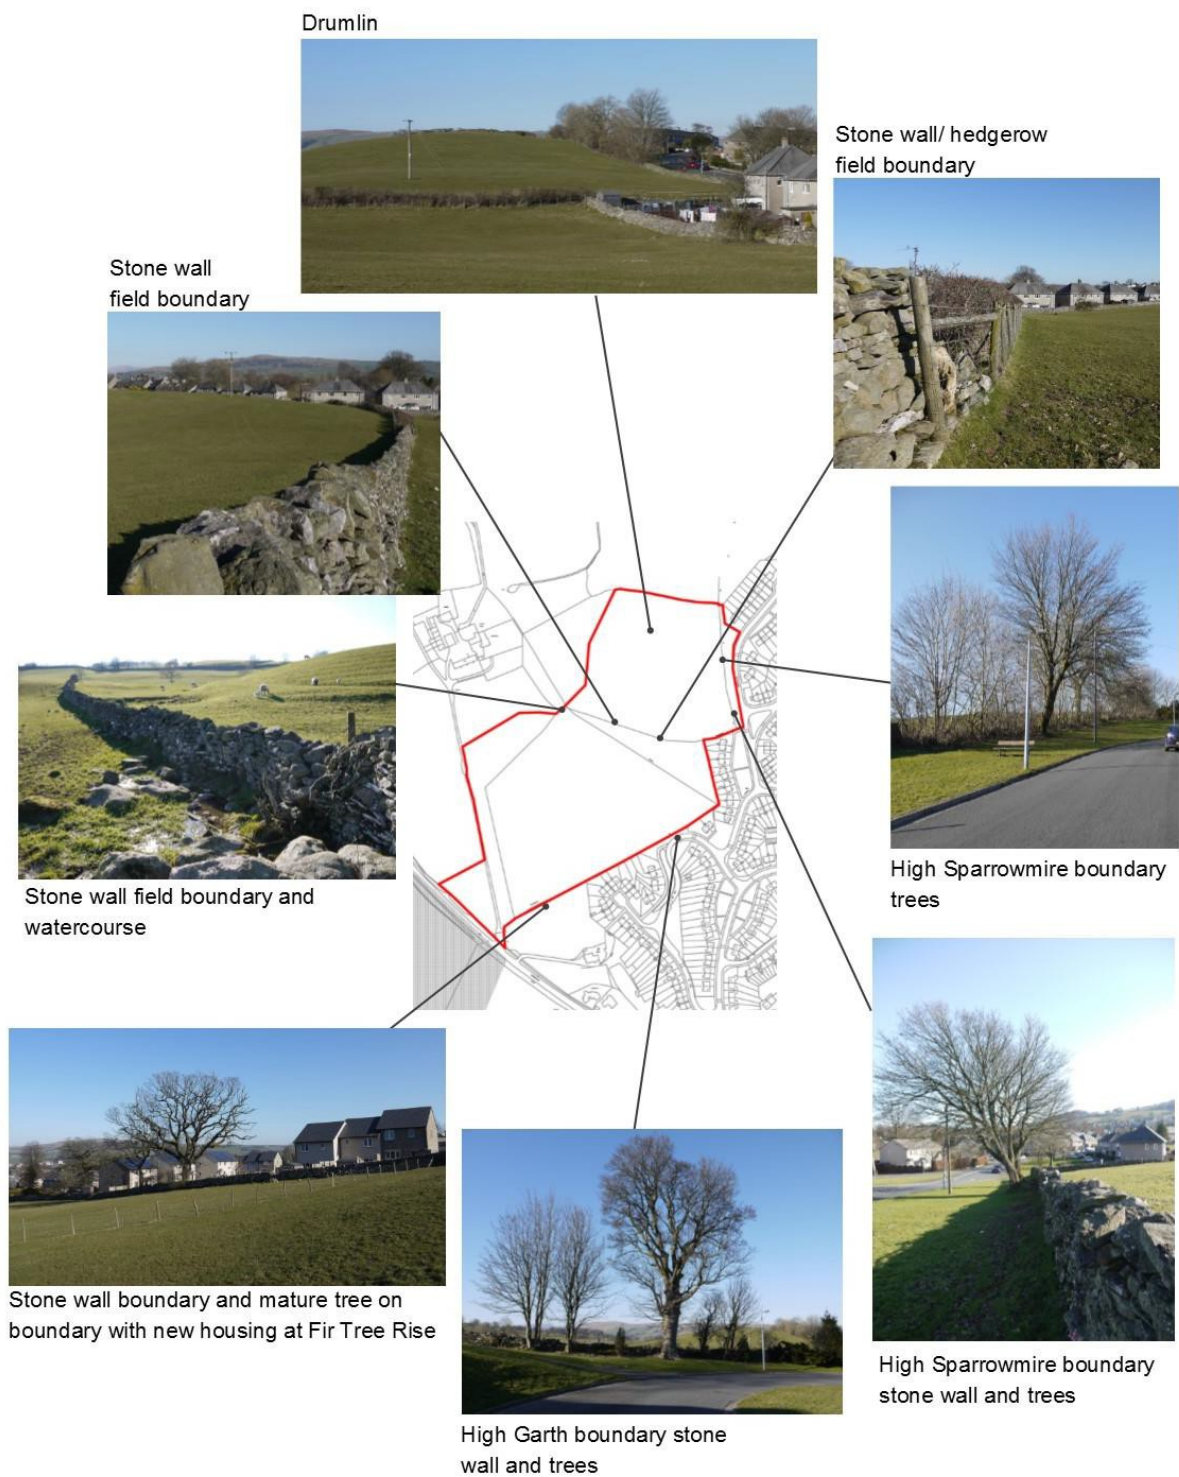 Drumlin
Stone wall/ hedgerow
field boundary
Stone wall
field boundary
High Sparrowmire boundary
trees
Stone wall field boundary and
watercourse
Stone wall boundary and mature tree on
boundary with new housing at Fir Tree Rise
High Sparrowmire boundary
stone wall and trees
High Garth boundary stone
wall and trees